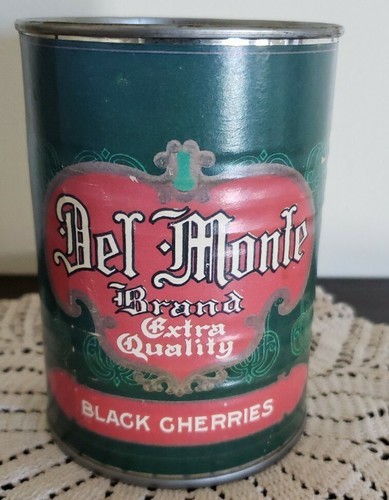 Del Monte
Brand
Extra
Quality
BLACK CHERRIES